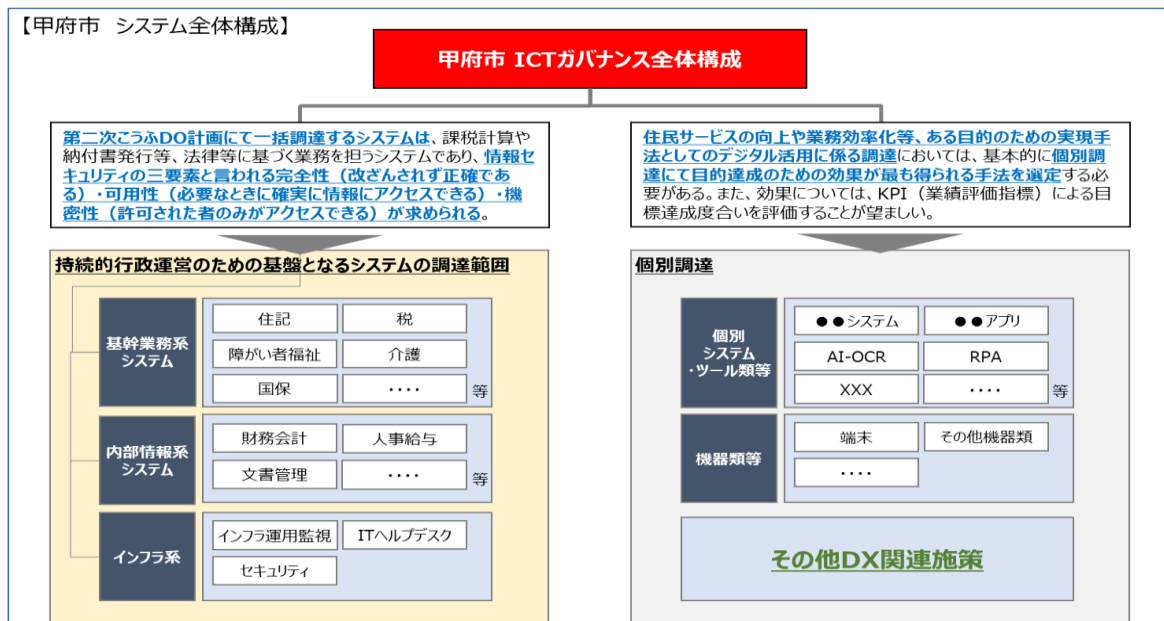 【甲府市 システム全体構成】
甲府市 ICTガバナンス全体構成
第二次こうふDO計画にて一括調達するシステムは、課税計算や
納付書発行等、法律等に基づく業務を担うシステムであり、情報セ
キュリティの三要素と言われる完全性（改ざんされず正確であ
る）・可用性（必要なときに確実に情報にアクセスできる）・機
密性（許可された者のみがアクセスできる）が求められる。
住民サービスの向上や業務効率化等、ある目的のための実現手
法としてのデジタル活用に係る調達においては、基本的に個別調
達にて目的達成のための効果が最も得られる手法を選定する必
要がある。また、効果については、KPI（業績評価指標）による目
標達成度合いを評価することが望ましい。
持続的行政運営のための基盤となるシステムの調達範囲
基幹業務系
システム
住記
税
障がい者福祉
介護
国保
・・・・
等
内部情報系
システム
財務会計
人事給与
文書管理
・・・・
等
インフラ系
インフラ運用監視
ITヘルプデスク
セキュリティ
個別調達
個別
システム
・ツール類等
●●システム
●●アプリ
AI-OCR
RPA
XXX
・・・・
等
機器類等
端末
その他機器類
・・・・
その他DX関連施策